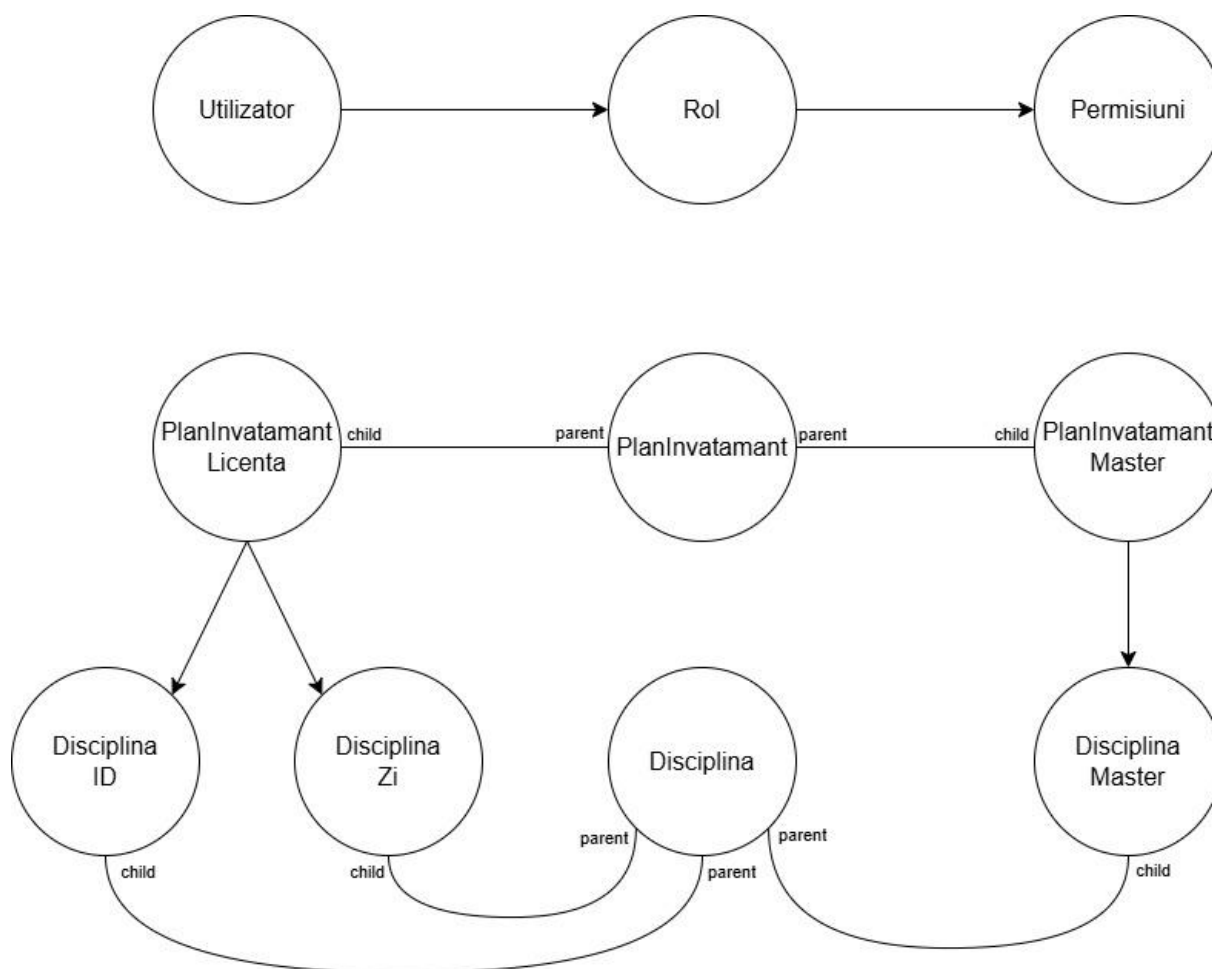 Utilizator
Rol
Permisiuni
PlanInvatamant
Licenta
child
parent
PlanInvatamant
parent
child
PlanInvatamant
Master
Disciplina
ID
Disciplina
Zi
Disciplina
Disciplina
Master
parent
parent
child
child
parent
child